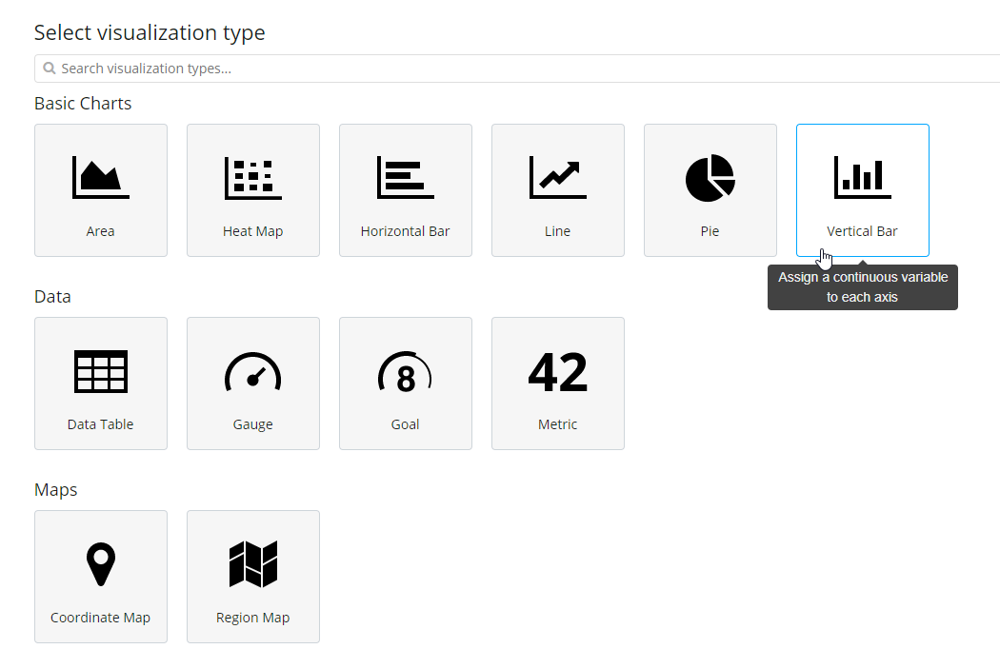 Select visualization type
Search visualization types...
Basic Charts
Area
Heat Map
Horizontal Bar
Line
Pie
Vertical Bar
Assign a continuous variable
to each axis
Data
Data Table
Gauge
8
Goal
42
Metric
Maps
Coordinate Map
Region Map